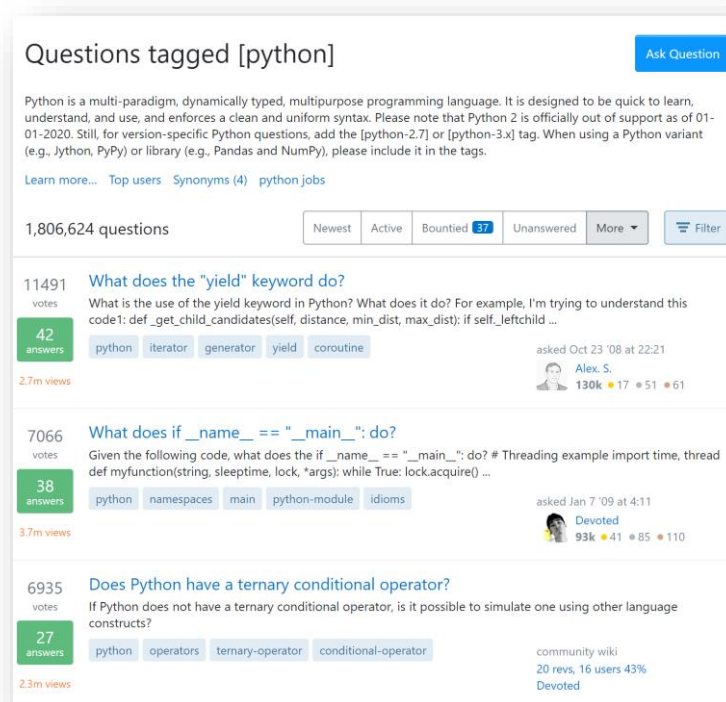 Questions tagged [python]
Ask Question
Python is a multi-paradigm, dynamically typed, multipurpose programming language. It is designed to be quick to learn,
understand, and use, and enforces a clean and uniform syntax. Please note that Python 2 is officially out of support as of 01-
01-2020. Still, for version-specific Python questions, add the [python-2.7] or [python-3.x] tag. When using a Python variant
(e.g., Jython, PyPy) or library (e.g., Pandas and NumPy), please include it in the tags.
Learn more... Top users Synonyms (4) python jobs
1,806,624 questions
Newest Active Bountied 37 Unanswered More Filter
11491
votes
42
answers
2.7m views
What does the "yield" keyword do?
What is the use of the yield keyword in Python? What does it do? For example, I'm trying to understand this
code1: def _get_child_candidates(self, distance, min_dist, max_dist): if self._leftchild ...
python iterator generator yield coroutine
asked Oct 23 '08 at 22:21
Alex. S.
130k 17 51 61
7066
votes
38
answers
3.7m views
What does if __name__ == "__main__": do?
Given the following code, what does the if __name__ == "__main__": do? # Threading example import time, thread
def myfunction(string, sleeptime, lock, *args): while True: lock.acquire() ...
python namespaces main python-module idioms
asked Jan 7 '09 at 4:11
Devoted
93k 41 85 110
6935
votes
27
answers
2.3m views
Does Python have a ternary conditional operator?
If Python does not have a ternary conditional operator, is it possible to simulate one using other language
constructs?
python operators ternary-operator conditional-operator
community wiki
20 revs, 16 users 43%
Devoted